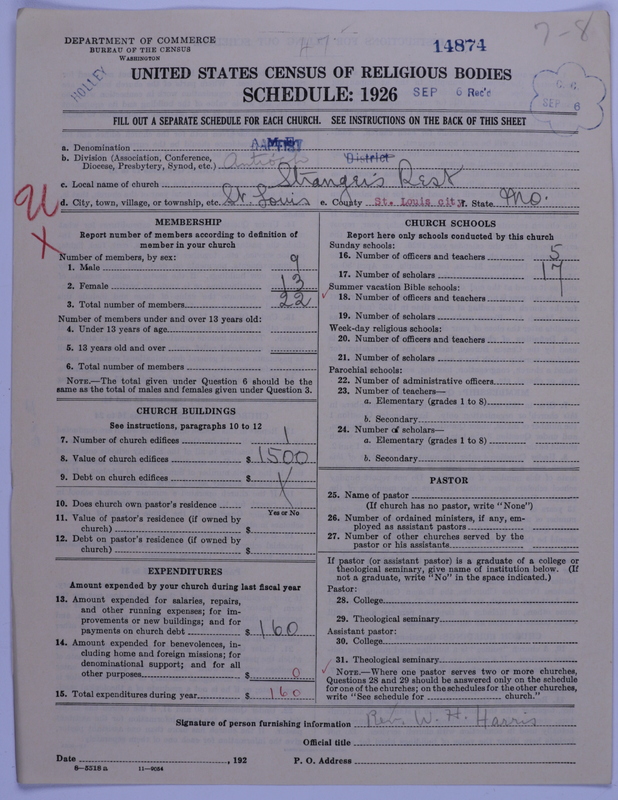 DEPARTMENT OF COMMERCE
BUREAU OF THE CENSUS
WASHINGTON
HOLLEY
14874
7-8
UNITED STATES CENSUS OF RELIGIOUS BODIES
SCHEDULE: 1926
SEP 6 Rec'c
SEP 6
FILL OUT A SEPARATE SCHEDULE FOR EACH CHURCH. SEE INSTRUCTIONS ON THE BACK OF THIS SHEET
a. Denomination
b. Division (Association, Conference, Antioch District
Diocese, Presbytery, Synod, etc.)
c. Local name of church Stranger's Rest
d. City, town, village, or township, etc. St. Louis e. County St. Louis city f. State Mo.
MEMBERSHIP
Report number of members according to definition of
member in your church
Number of members, by sex:
1. Male 9
2. Female 13
3. Total number of members 22
Number of members under and over 13 years old:
4. Under 13 years of age
5. 13 years old and over
6. Total number of members
NOTE.—The total given under Question 6 should be the
same as the total of males and females given under Question 3.
CHURCH BUILDINGS
See instructions, paragraphs 10 to 12
7. Number of church edifices 1
8. Value of church edifices $ 1500
9. Debt on church edifices $ X
10. Does church own pastor's residence
Yes or No
11. Value of pastor's residence (if owned by
church) $
12. Debt on pastor's residence (if owned by
church) $
EXPENDITURES
Amount expended by your church during last fiscal year
13. Amount expended for salaries, repairs,
and other running expenses; for im-
provements or new buildings; and for
payments on church debt $ 160
14. Amount expended for benevolences, in-
cluding home and foreign missions; for
denominational support; and for all
other purposes $ 0
15. Total expenditures during year $ 160
CHURCH SCHOOLS
Report here only schools conducted by this church
Sunday schools:
16. Number of officers and teachers 5
17. Number of scholars 17
Summer vacation Bible schools:
18. Number of officers and teachers
19. Number of scholars
Week-day religious schools:
20. Number of officers and teachers
21. Number of scholars
Parochial schools:
22. Number of administrative officers
23. Number of teachers—
a. Elementary (grades 1 to 8)
b. Secondary
24. Number of scholars—
a. Elementary (grades 1 to 8)
b. Secondary
PASTOR
25. Name of pastor
(If church has no pastor, write "None")
26. Number of ordained ministers, if any, em-
ployed as assistant pastors
27. Number of other churches served by the
pastor or his assistants
If pastor (or assistant pastor) is a graduate of a college or
theological seminary, give name of institution below. (If
not a graduate, write "No" in the space indicated.)
Pastor:
28. College
29. Theological seminary
Assistant pastor:
30. College
31. Theological seminary
NOTE.—Where one pastor serves two or more churches,
Questions 28 and 29 should be answered only on the schedule
for one of the churches; on the schedules for the other churches,
write "See schedule for church."
Signature of person furnishing information Rev. W. H. Harris
Official title
Date , 192 P. O. Address
8—5518 a 11—9054